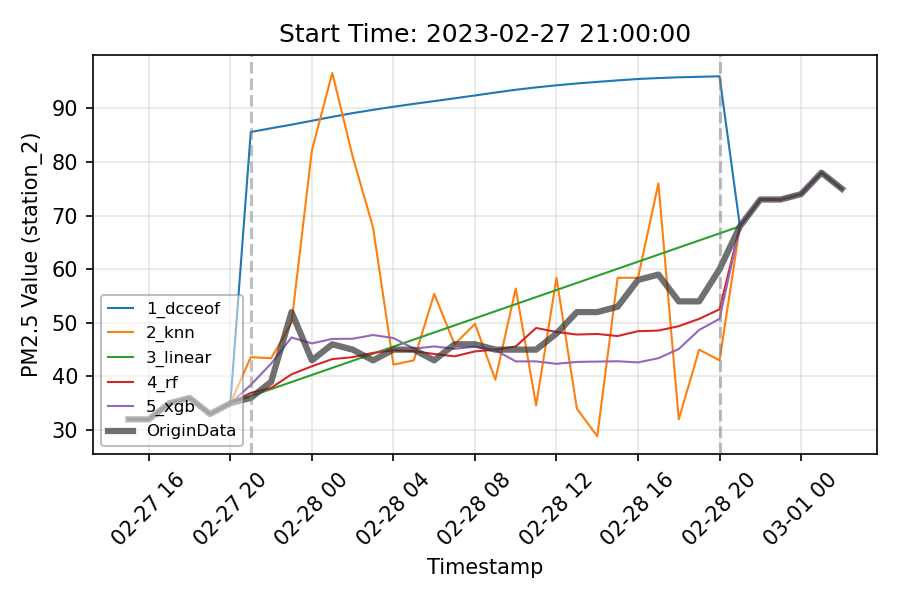 Start Time: 2023-02-27 21:00:00
PM2.5 Value (station_2)
90
80
70
60
50
40
30
1_dcceof
2_knn
3_linear
4_rf
5_xgb
OriginData
02-27 16
02-27 20
02-28 00
02-28 04
02-28 08
02-28 12
02-28 16
02-28 20
03-01 00
Timestamp